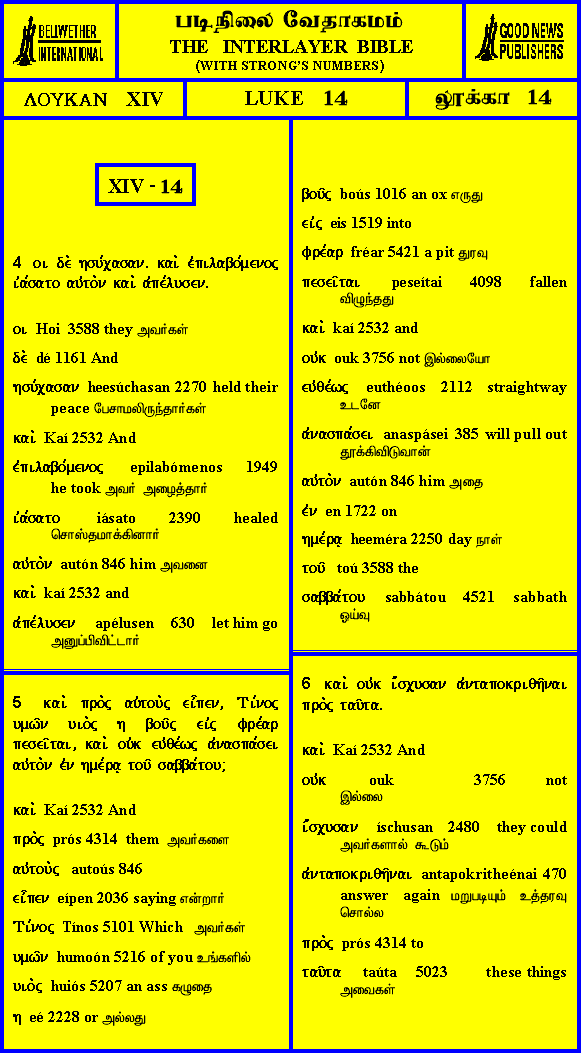 BELLWETHER
INTERNATIONAL
படிநிலை வேதாகமம்
THE INTERLAYER BIBLE
(WITH STRONG'S NUMBERS)
GOOD NEWS
PUBLISHERS
ΛΟΥΚΑΝ XIV
LUKE 14
லூக்கா 14
XIV - 14
4 οι δὲ ησύχασαν. καὶ ἐπιλαβόμενος
ἰάσατο αὐτὸν καὶ ἀπέλυσεν.
οι Hoi 3588 they அவர்கள்
δὲ dé 1161 And
ησύχασαν heesúchasan 2270 held their
peace பேசாமலிருந்தார்கள்
καὶ Kaí 2532 And
ἐπιλαβόμενος epilabómenos 1949
he took அவர் அழைத்தார்
ἰάσατο iásato 2390 healed
சொஸ்தமாக்கினார்
αὐτὸν autón 846 him அவனை
καὶ kaí 2532 and
ἀπέλυσεν apélusen 630 let him go
அனுப்பிவிட்டார்
5 καὶ πρὸς αὐτοὺς εἶπεν, Τίνος
υμῶν υιὸς η βοῦς εἰς φρέαρ
πεσεῖται, καὶ οὐκ εὐθέως ἀνασπάσει
αὐτὸν ἐν ημέρᾳ τοῦ σαββάτου;
καὶ Kaí 2532 And
πρὸς prós 4314 them அவர்களை
αὐτοὺς autoús 846
εἶπεν eípen 2036 saying என்றார்
Τίνος Tínos 5101 Which அவர்கள்
υμῶν humoón 5216 of you உங்களில்
υιὸς huiós 5207 an ass கழுதை
η eé 2228 or அல்லது
βοῦς boús 1016 an ox எருது
εἰς eis 1519 into
φρέαρ fréar 5421 a pit துரவு
πεσεῖται peseítai 4098 fallen
விழுந்தது
καὶ kaí 2532 and
οὐκ ouk 3756 not இல்லையோ
εὐθέως euthéoos 2112 straightway
உடனே
ἀνασπάσει anaspásei 385 will pull out
தூக்கிவிடுவான்
αὐτὸν autón 846 him அதை
ἐν en 1722 on
ημέρᾳ heeméra 2250 day நாள்
τοῦ toú 3588 the
σαββάτου sabbátou 4521 sabbath
ஓய்வு
6 καὶ οὐκ ἴσχυσαν ἀνταποκριθῆναι
πρὸς ταῦτα.
καὶ Kaí 2532 And
οὐκ ouk 3756 not
இல்லை
ἴσχυσαν íschusan 2480 they could
அவர்களால் கூடும்
ἀνταποκριθῆναι antapokritheénai 470
answer again மறுபடியும் உத்தரவு
சொல்ல
πρὸς prós 4314 to
ταῦτα taúta 5023 these things
அவைகள்